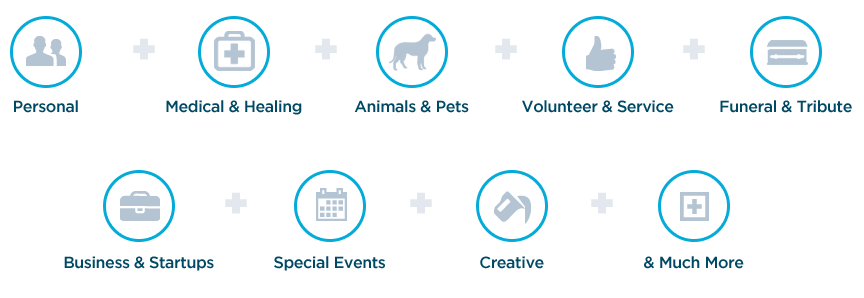 Personal
Medical & Healing
Animals & Pets
Volunteer & Service
Funeral & Tribute
Business & Startups
Special Events
Creative
& Much More